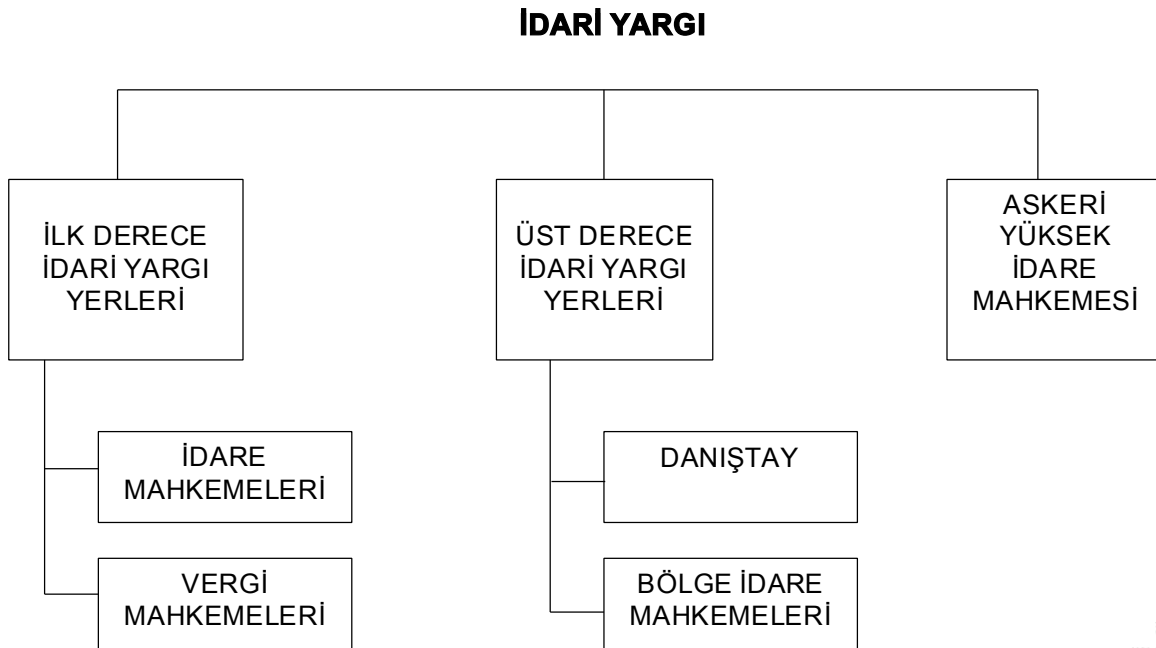 İDARİ YARGI
İLK DERECE
İDARİ YARGI
YERLERİ
ÜST DERECE
İDARİ YARGI
YERLERİ
ASKERİ
YÜKSEK
İDARE
MAHKEMESİ
İDARE
MAHKEMELERİ
DANIŞTAY
VERGİ
MAHKEMELERİ
BÖLGE İDARE
MAHKEMELERİ